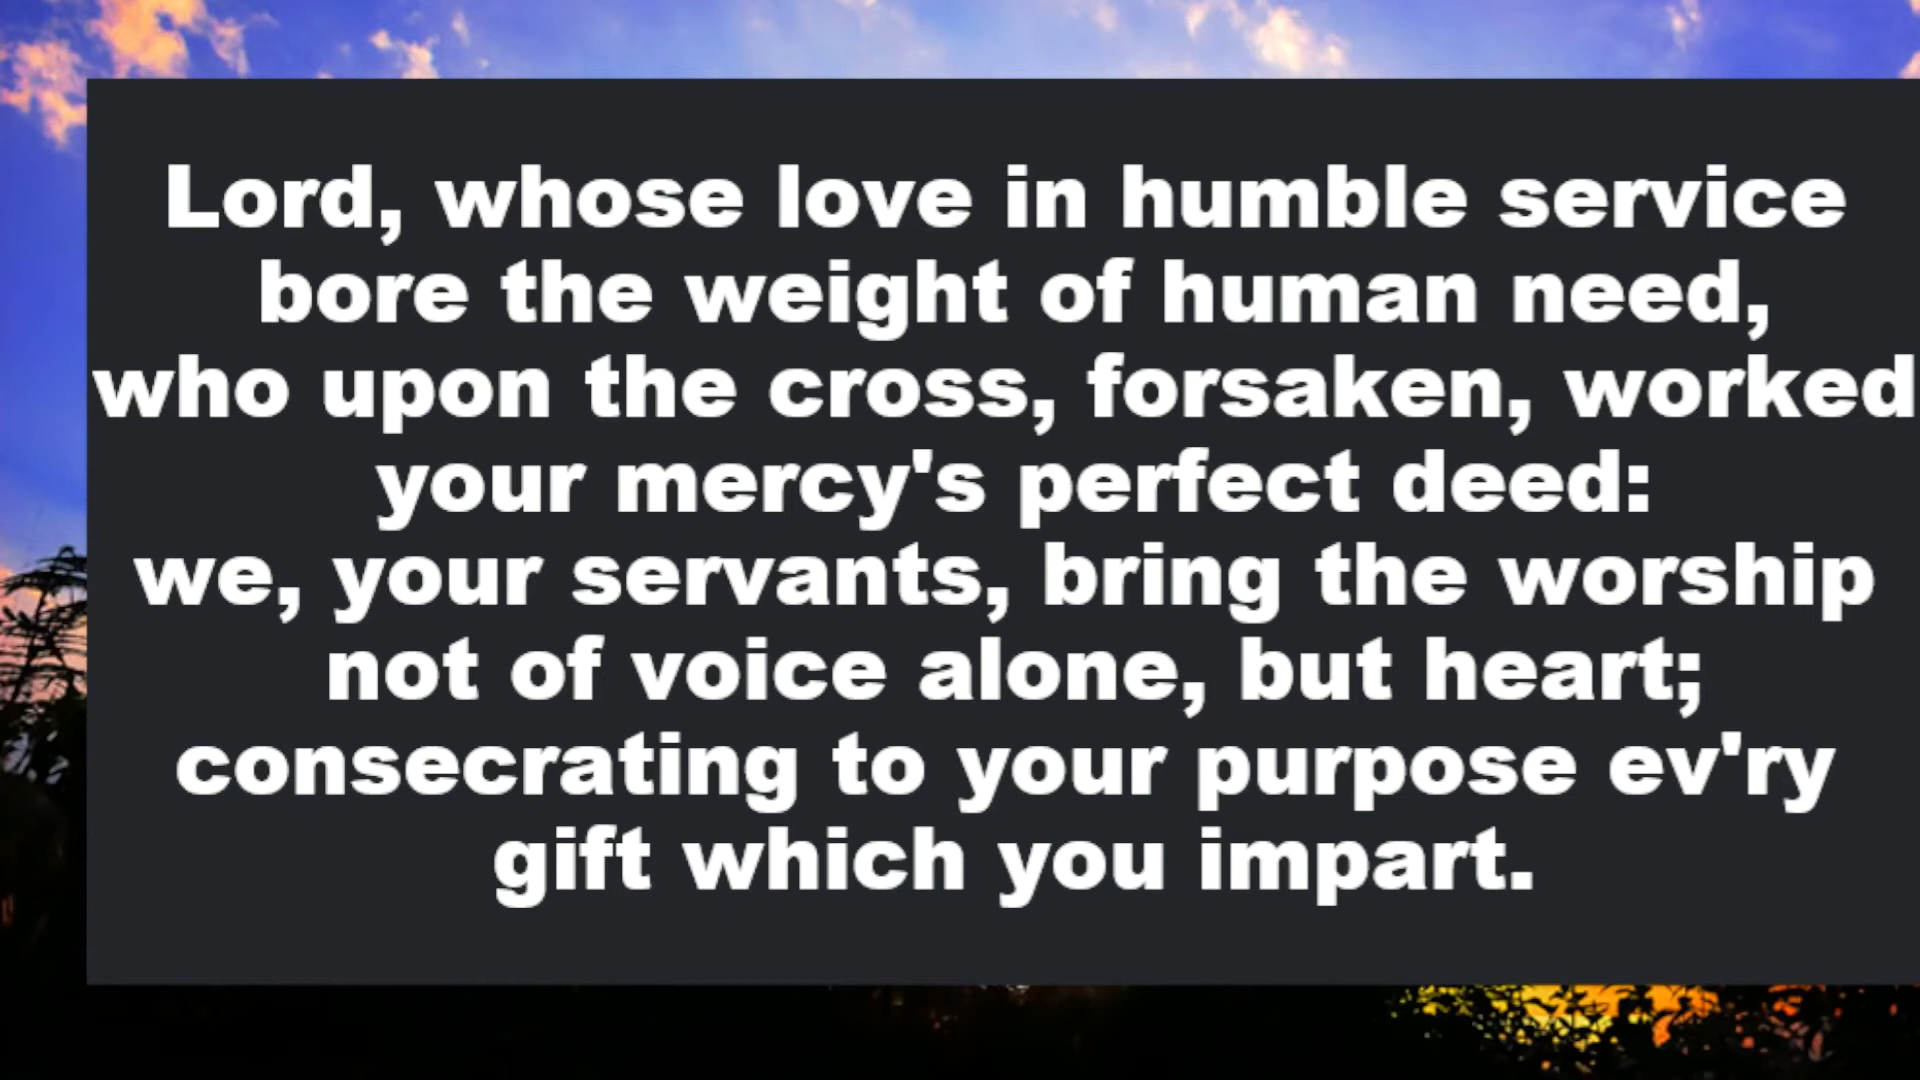 Lord, whose love in humble service
bore the weight of human need,
who upon the cross, forsaken, worked
your mercy's perfect deed:
we, your servants, bring the worship
not of voice alone, but heart;
consecrating to your purpose ev'ry
gift which you impart.